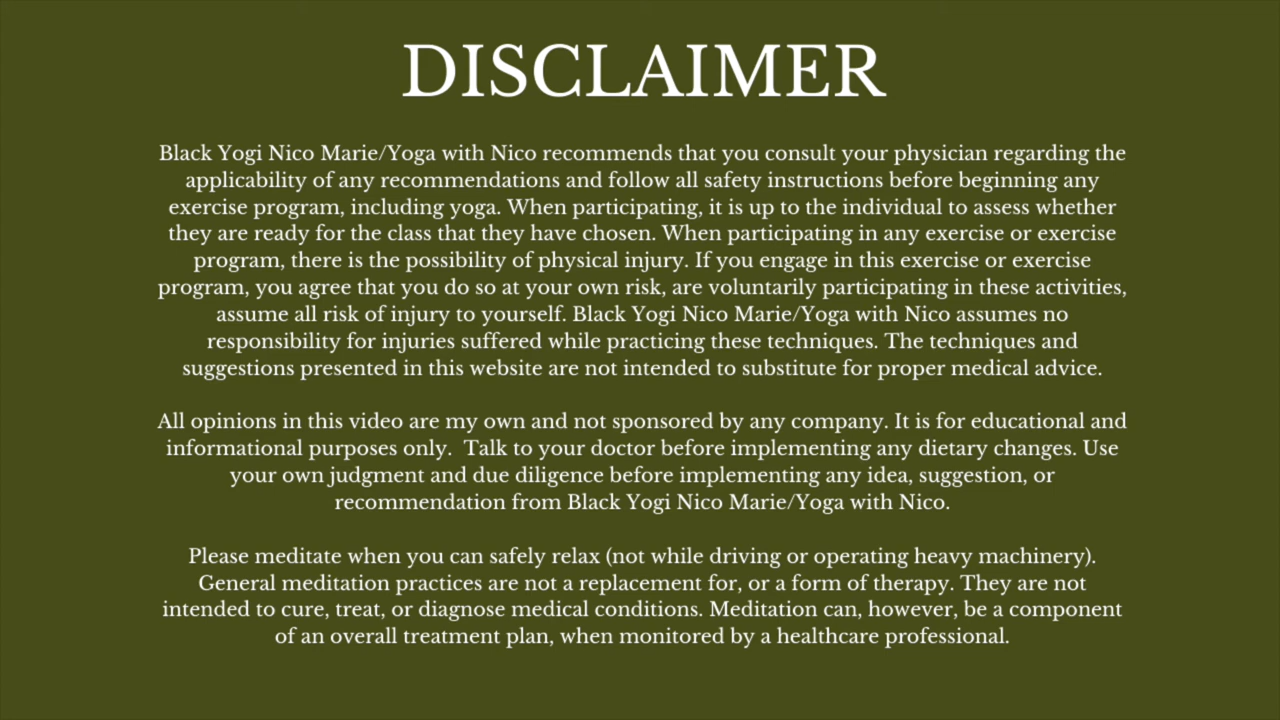 DISCLAIMER
Black Yogi Nico Marie/Yoga with Nico recommends that you consult your physician regarding the
applicability of any recommendations and follow all safety instructions before beginning any
exercise program, including yoga. When participating, it is up to the individual to assess whether
they are ready for the class that they have chosen. When participating in any exercise or exercise
program, there is the possibility of physical injury. If you engage in this exercise or exercise
program, you agree that you do so at your own risk, are voluntarily participating in these activities,
assume all risk of injury to yourself. Black Yogi Nico Marie/Yoga with Nico assumes no
responsibility for injuries suffered while practicing these techniques. The techniques and
suggestions presented in this website are not intended to substitute for proper medical advice.
All opinions in this video are my own and not sponsored by any company. It is for educational and
informational purposes only.  Talk to your doctor before implementing any dietary changes. Use
your own judgment and due diligence before implementing any idea, suggestion, or
recommendation from Black Yogi Nico Marie/Yoga with Nico.
Please meditate when you can safely relax (not while driving or operating heavy machinery).
General meditation practices are not a replacement for, or a form of therapy. They are not
intended to cure, treat, or diagnose medical conditions. Meditation can, however, be a component
of an overall treatment plan, when monitored by a healthcare professional.